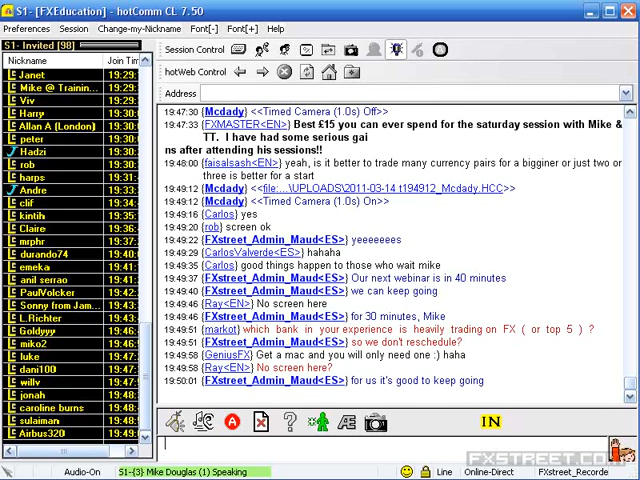 S1- [FXEducation] - hotComm CL 7.50
Preferences Session Change-my-Nickname Font[-] Font[+] Help
S1- Invited [98]
Session Control
Nickname Join Tim
hotWeb Control
Address
Janet 19:29:
Mike @ Trainin... 19:29:
Viv 19:29:
Harry 19:30:0
Allan A (London) 19:30:
peter 19:30:
Hadzi 19:30:
rob 19:30:
harps 19:31:
Andre 19:33:
clif 19:37:
kintih 19:35:
Claire 19:36:
mrphr 19:37:
durando74 19:40:
emeka 19:41:
anil serrao 19:41:
PaulVolcker 19:42:
Sonny from Jam... 19:44:
L.Richter 19:44:
Goldyyy 19:46:
miko2 19:46:
luke 19:46:
dani100 19:46:
willv 19:47:
jonah 19:48:
caroline burns 19:48:
sulaiman 19:48:
Airbus320 19:49:
19:47:30 {Mcdady} <<Timed Camera (1.0s) Off>>
19:47:33 {FXMASTER<EN>} Best £15 you can ever spend for the saturday session with Mike &
TT. I have had some serious gai
ns after attending his sessions!!
19:48:00 {faisalsash<EN>} yeah, is it better to trade many currency pairs for a bigginer or just two or
three is better for a start
19:49:12 {Mcdady} <<file:...\UPLOADS\2011-03-14 t194912_Mcdady.HCC>>
19:49:12 {Mcdady} <<Timed Camera (1.0s) On>>
19:49:16 {Carlos} yes
19:49:20 {rob} screen ok
19:49:22 {FXstreet_Admin_Maud<ES>} yeeeeeees
19:49:29 {CarlosValverde<ES>} hahaha
19:49:35 {Carlos} good things happen to those who wait mike
19:49:37 {FXstreet_Admin_Maud<ES>} Our next webinar is in 40 minutes
19:49:40 {FXstreet_Admin_Maud<ES>} we can keep going
19:49:46 {Ray<EN>} No screen here
19:49:46 {FXstreet_Admin_Maud<ES>} for 30 minutes, Mike
19:49:51 {markot} which bank in your experience is heavily trading on FX ( or top 5 ) ?
19:49:51 {FXstreet_Admin_Maud<ES>} so we don't reschedule?
19:49:58 {GeniusFX} Get a mac and you will only need one :) haha
19:49:58 {Ray<EN>} No screen here?
19:50:01 {FXstreet_Admin_Maud<ES>} for us it's good to keep going
A ? Æ IN
FXSTREET.COM
Audio-On S1-{3} Mike Douglas (1) Speaking Line Online-Direct FXstreet_Recorde